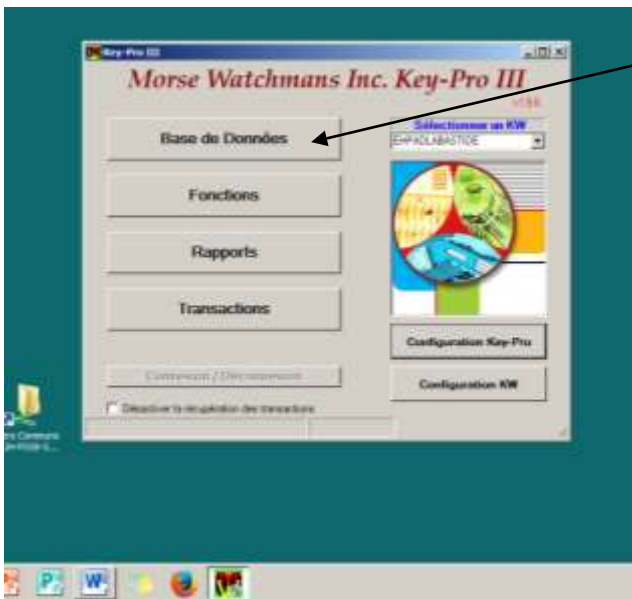 Key-Pro III
Morse Watchmans Inc. Key-Pro III
Base de Données
Sélectionner un KW
EHPADLABASTIDE
Fonctions
Rapports
Transactions
Configuration Key-Pro
Connexion / Déconnexion
Configuration KW
Désactiver la récupération des transactions